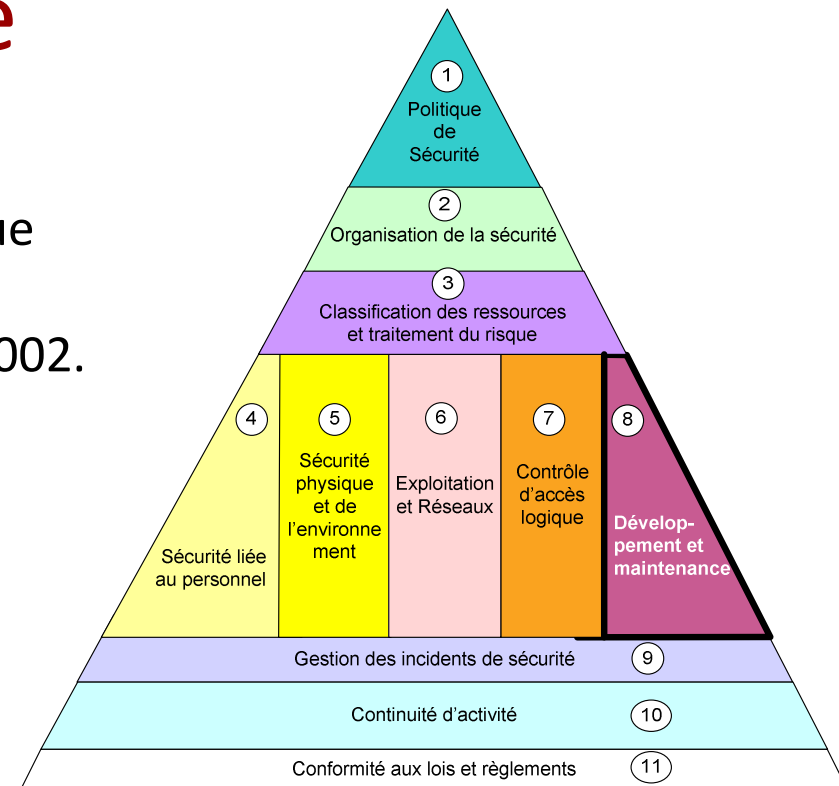 e
ue
002.
1
Politique
de
Sécurité
2
Organisation de la sécurité
3
Classification des ressources
et traitement du risque
4
Sécurité liée
au personnel
5
Sécurité
physique
et de
l’environne
ment
6
Exploitation
et Réseaux
7
Contrôle
d’accès
logique
8
Dévelop-
pement et
maintenance
Gestion des incidents de sécurité 9
Continuité d’activité 10
Conformité aux lois et règlements 11